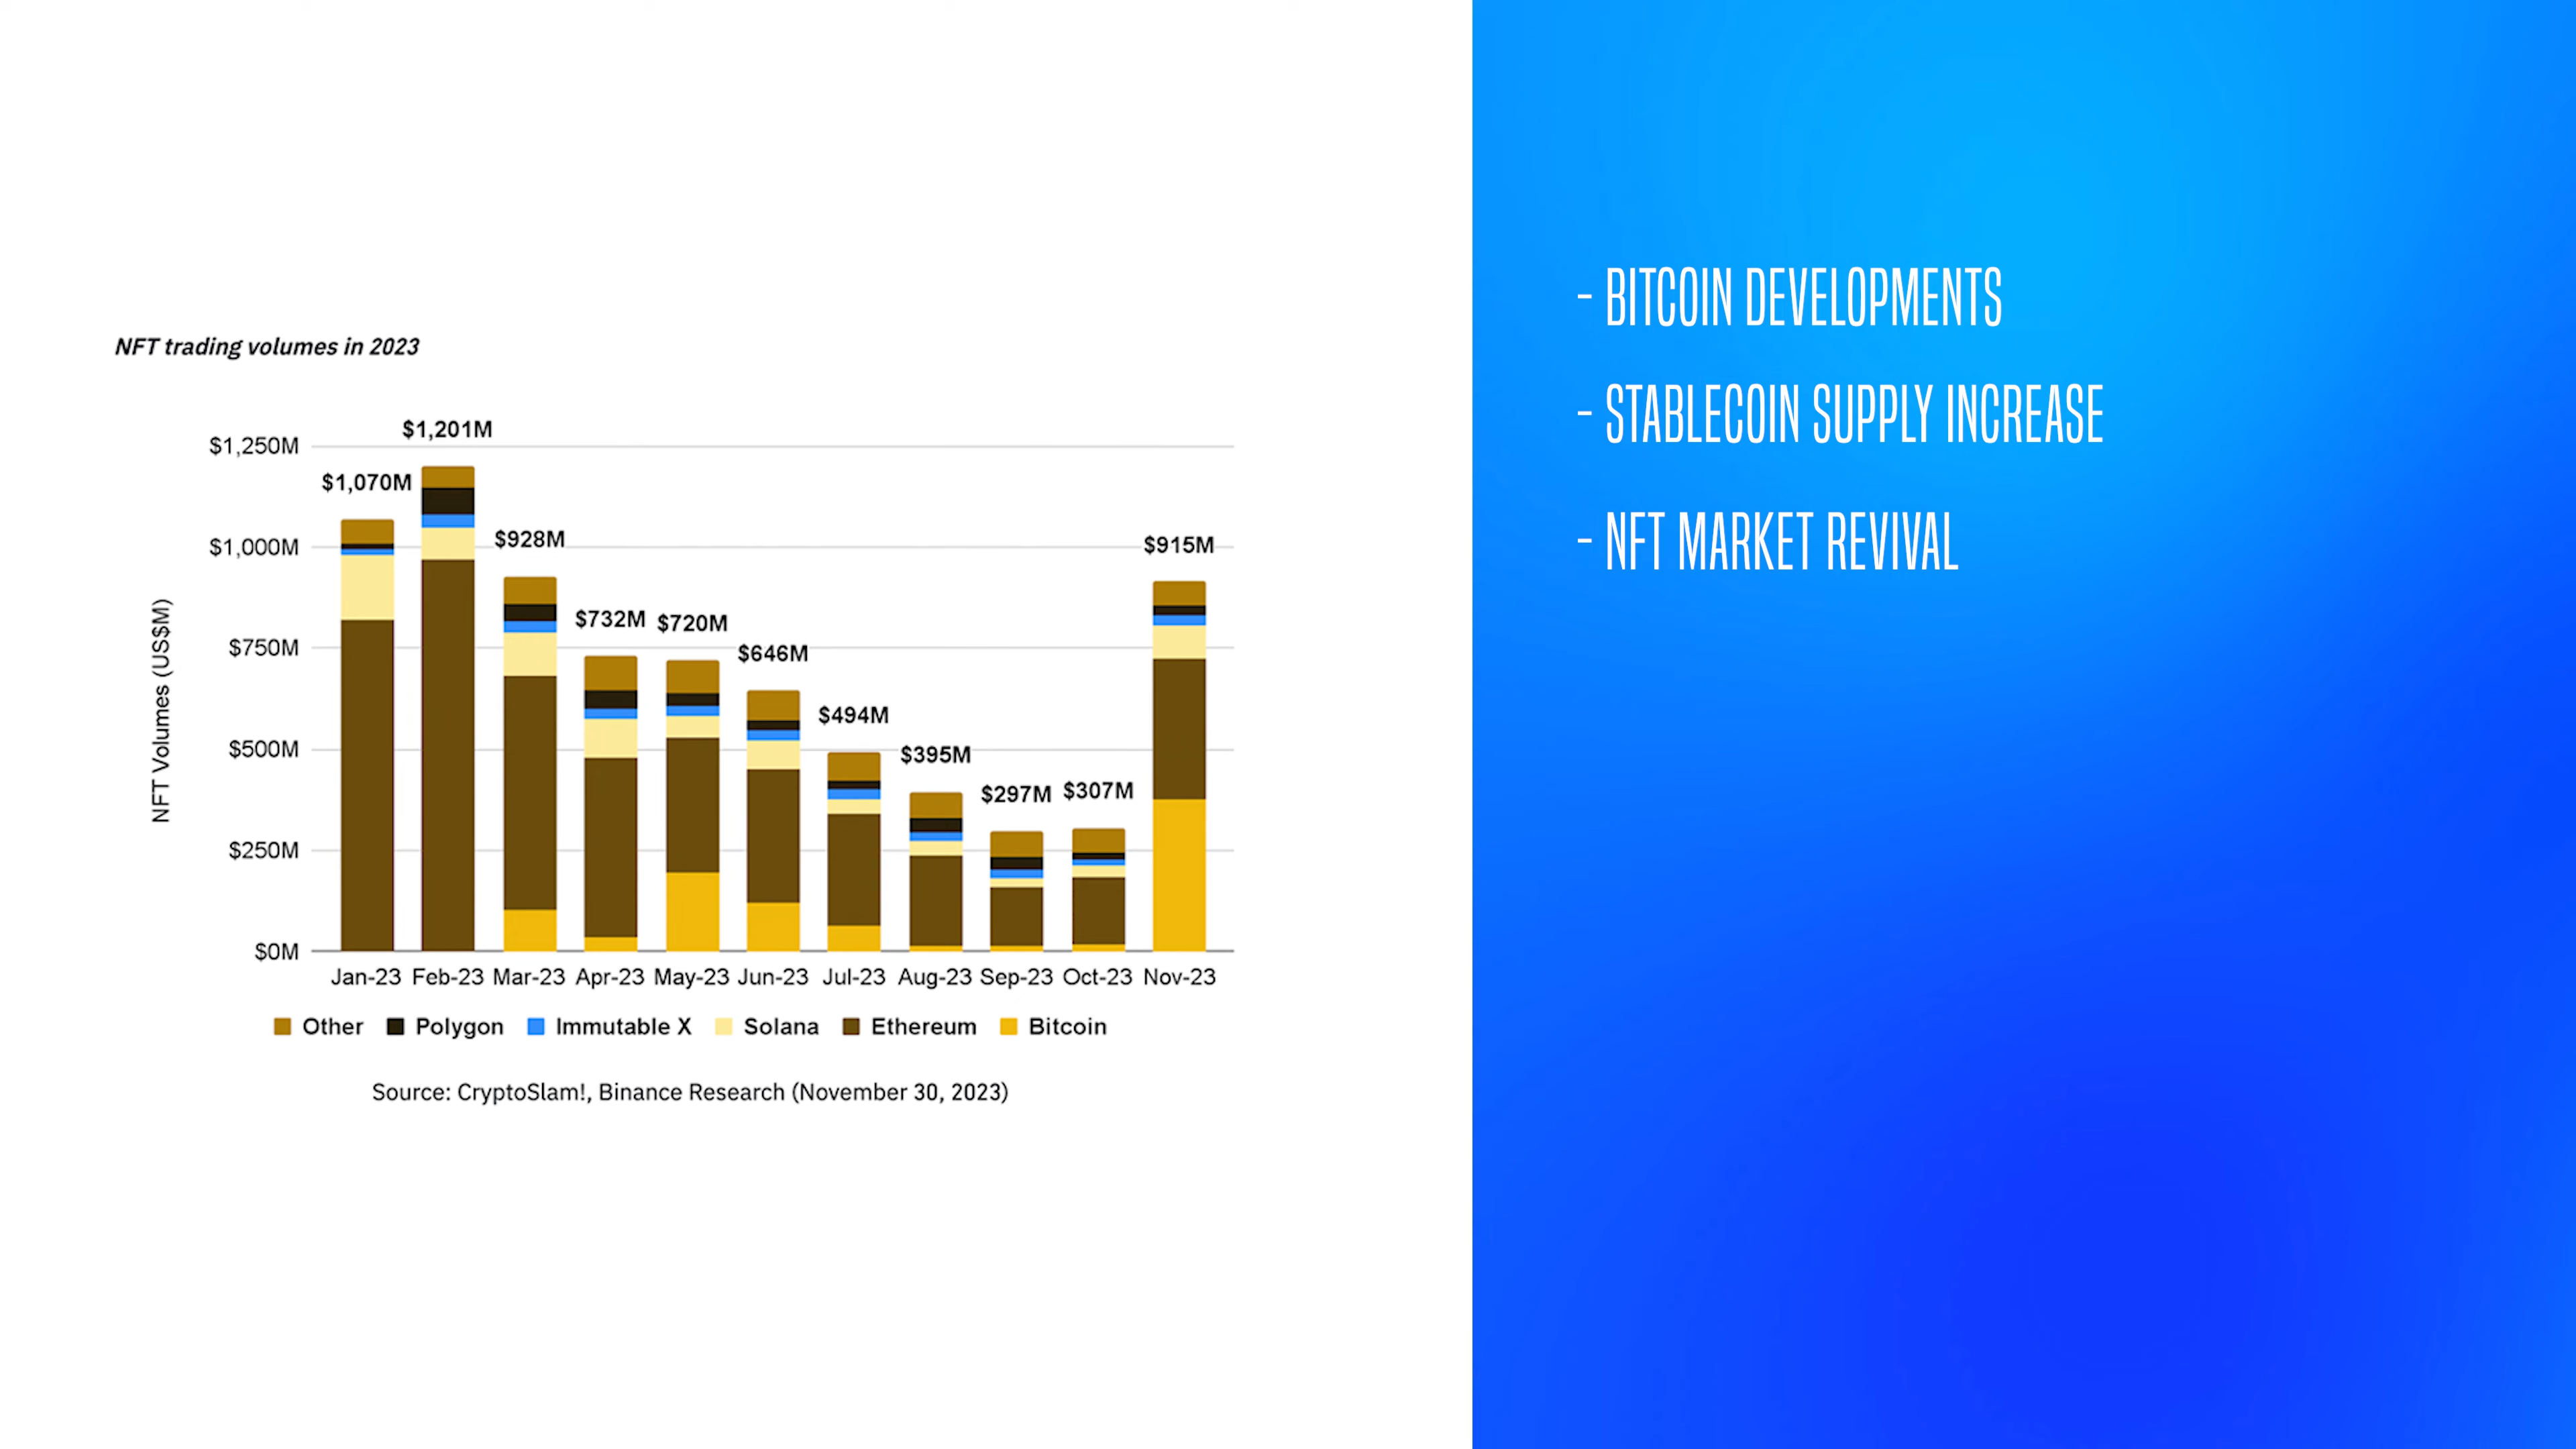 NFT trading volumes in 2023
NFT Volumes (US$M)
$1,250M
$1,000M
$750M
$500M
$250M
$0M
$1,070M
$1,201M
$928M
$732M
$720M
$646M
$494M
$395M
$297M
$307M
$915M
Jan-23 Feb-23 Mar-23 Apr-23 May-23 Jun-23 Jul-23 Aug-23 Sep-23 Oct-23 Nov-23
Other Polygon Immutable X Solana Ethereum Bitcoin
Source: CryptoSlam!, Binance Research (November 30, 2023)
- BITCOIN DEVELOPMENTS
- STABLECOIN SUPPLY INCREASE
- NFT MARKET REVIVAL